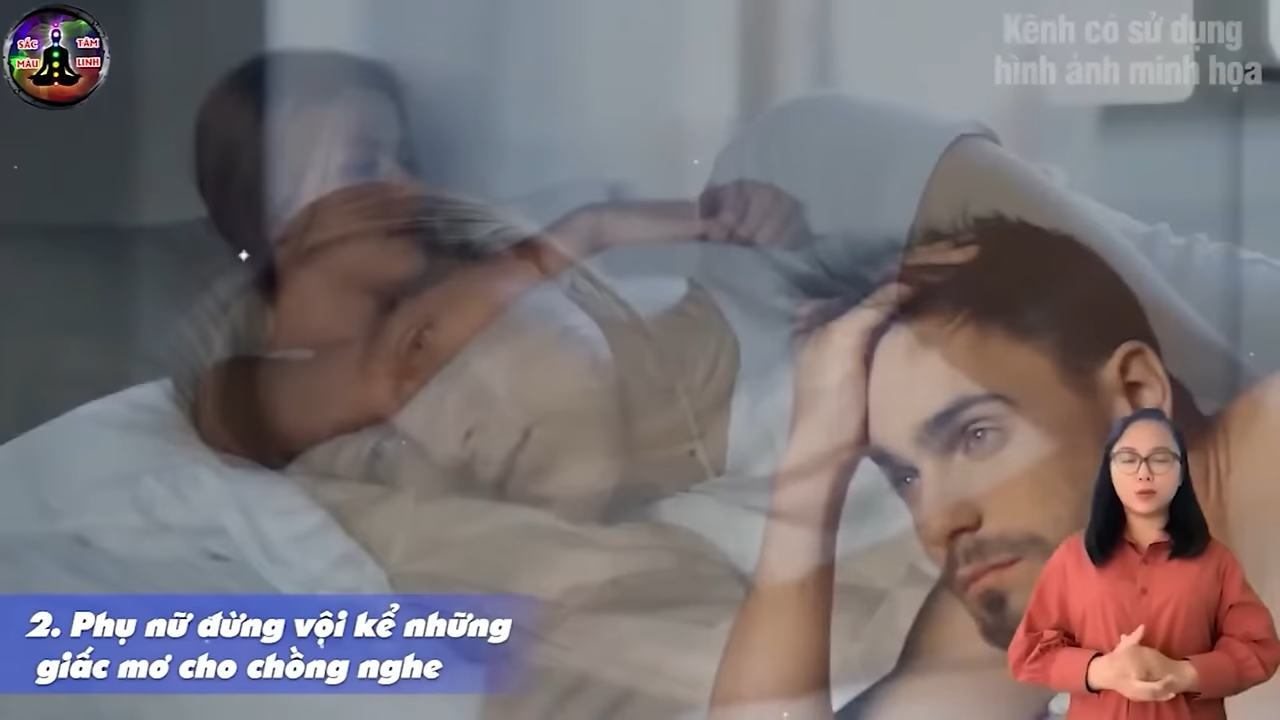 SẮC TÂM
MÀU LINH
Kênh có sử dụng
hình ảnh minh họa
2. Phụ nữ đừng vội kể những
giấc mơ cho chồng nghe